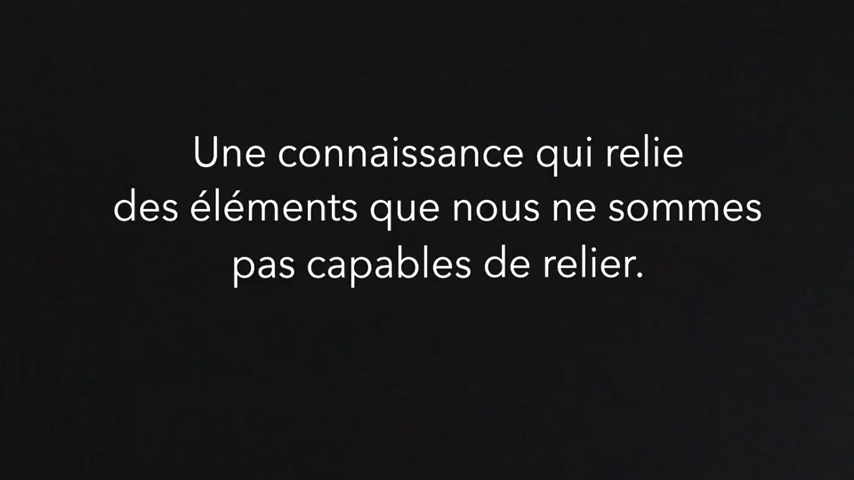 Une connaissance qui relie
des éléments que nous ne sommes
pas capables de relier.